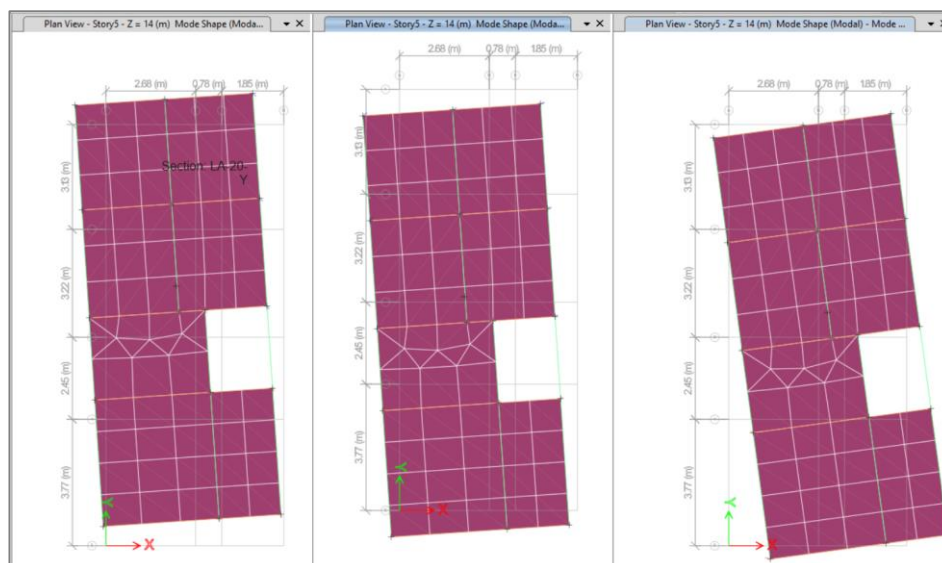 Plan View - Story5 - Z = 14 (m) Mode Shape (Moda...
2.68 (m)
0.78 (m)
1.85 (m)
3.13 (m)
3.22 (m)
2.45 (m)
3.77 (m)
Section: LA-20-
Y
Y
X
Plan View - Story5 - Z = 14 (m) Mode Shape (Moda...
2.68 (m)
0.78 (m)
1.85 (m)
3.13 (m)
3.22 (m)
2.45 (m)
3.77 (m)
Y
X
Plan View - Story5 - Z = 14 (m) Mode Shape (Modal) - Mode ...
2.68 (m)
0.78 (m)
1.85 (m)
3.13 (m)
3.22 (m)
2.45 (m)
3.77 (m)
Y
X